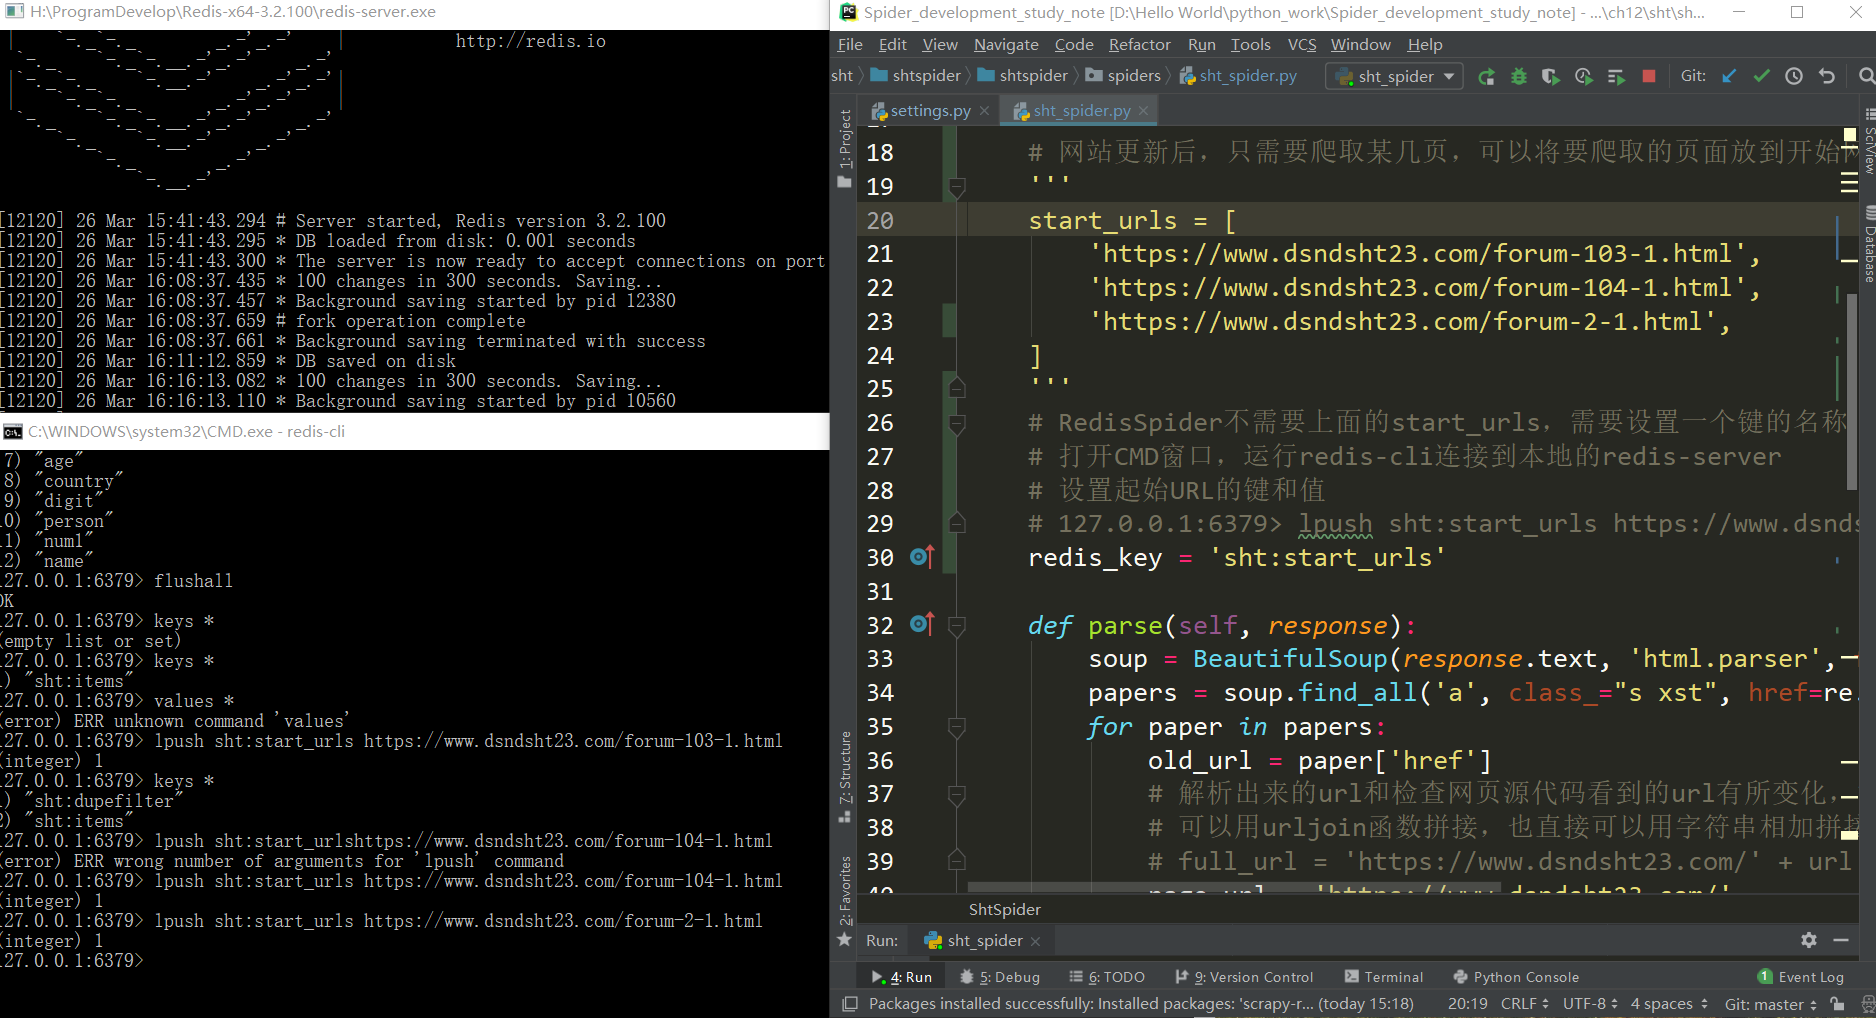 H:\ProgramDevelop\Redis-x64-3.2.100\redis-server.exe
http://redis.io
[12120] 26 Mar 15:41:43.294 # Server started, Redis version 3.2.100
[12120] 26 Mar 15:41:43.295 * DB loaded from disk: 0.001 seconds
[12120] 26 Mar 15:41:43.300 * The server is now ready to accept connections on port
[12120] 26 Mar 16:08:37.435 * 100 changes in 300 seconds. Saving...
[12120] 26 Mar 16:08:37.457 * Background saving started by pid 12380
[12120] 26 Mar 16:08:37.659 # fork operation complete
[12120] 26 Mar 16:08:37.661 * Background saving terminated with success
[12120] 26 Mar 16:11:12.859 * DB saved on disk
[12120] 26 Mar 16:16:13.082 * 100 changes in 300 seconds. Saving...
[12120] 26 Mar 16:16:13.110 * Background saving started by pid 10560
C:\WINDOWS\system32\CMD.exe - redis-cli
7) "age"
8) "country"
9) "digit"
0) "person"
1) "num1"
2) "name"
27.0.0.1:6379> flushall
OK
27.0.0.1:6379> keys *
(empty list or set)
27.0.0.1:6379> keys *
) "sht:items"
27.0.0.1:6379> values *
(error) ERR unknown command 'values'
27.0.0.1:6379> lpush sht:start_urls https://www.dsndsht23.com/forum-103-1.html
(integer) 1
27.0.0.1:6379> keys *
) "sht:dupefilter"
2) "sht:items"
27.0.0.1:6379> lpush sht:start_urlshttps://www.dsndsht23.com/forum-104-1.html
(error) ERR wrong number of arguments for 'lpush' command
27.0.0.1:6379> lpush sht:start_urls https://www.dsndsht23.com/forum-104-1.html
(integer) 1
27.0.0.1:6379> lpush sht:start_urls https://www.dsndsht23.com/forum-2-1.html
(integer) 1
27.0.0.1:6379>
Spider_development_study_note [D:\Hello World\python_work\Spider_development_study_note] - ...\ch12\sht\sh...
File Edit View Navigate Code Refactor Run Tools VCS Window Help
sht shtspider shtspider spiders sht_spider.py sht_spider Git:
settings.py sht_spider.py
1: Project
7: Structure
2: Favorites
SciView
Database
18 # 网站更新后，只需要爬取某几页，可以将要爬取的页面放到开始网
19 '''
20 start_urls = [
21 'https://www.dsndsht23.com/forum-103-1.html',
22 'https://www.dsndsht23.com/forum-104-1.html',
23 'https://www.dsndsht23.com/forum-2-1.html',
24 ]
25 '''
26 # RedisSpider不需要上面的start_urls，需要设置一个键的名称
27 # 打开CMD窗口，运行redis-cli连接到本地的redis-server
28 # 设置起始URL的键和值
29 # 127.0.0.1:6379> lpush sht:start_urls https://www.dsnds
30 redis_key = 'sht:start_urls'
31
32 def parse(self, response):
33 soup = BeautifulSoup(response.text, 'html.parser',
34 papers = soup.find_all('a', class_="s xst", href=re.
35 for paper in papers:
36 old_url = paper['href']
37 # 解析出来的url和检查网页源代码看到的url有所变化，
38 # 可以用urljoin函数拼接，也直接可以用字符串相加拼接
39 # full_url = 'https://www.dsndsht23.com/' + url
ShtSpider
Run: sht_spider
4: Run 5: Debug 6: TODO 9: Version Control Terminal Python Console 1 Event Log
Packages installed successfully: Installed packages: 'scrapy-r... (today 15:18) 20:19 CRLF UTF-8 4 spaces Git: master